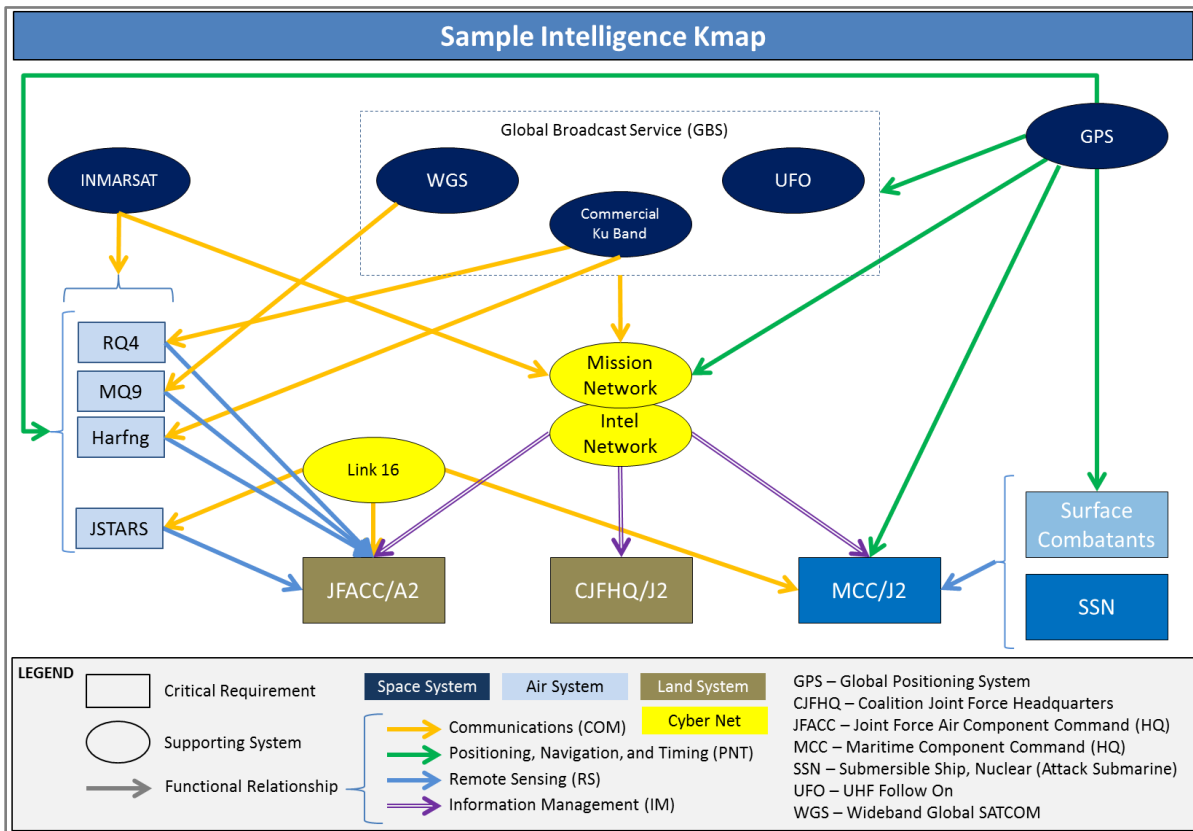 Sample Intelligence Kmap
Global Broadcast Service (GBS)
GPS
INMARSAT
WGS
UFO
Commercial
Ku Band
RQ4
MQ9
Harfng
JSTARS
Mission
Network
Intel
Network
Link 16
Surface
Combatants
SSN
JFACC/A2
CJFHQ/J2
MCC/J2
LEGEND
Critical Requirement
Supporting System
Functional Relationship
Space System
Air System
Land System
Cyber Net
Communications (COM)
Positioning, Navigation, and Timing (PNT)
Remote Sensing (RS)
Information Management (IM)
GPS – Global Positioning System
CJFHQ – Coalition Joint Force Headquarters
JFACC – Joint Force Air Component Command (HQ)
MCC – Maritime Component Command (HQ)
SSN – Submersible Ship, Nuclear (Attack Submarine)
UFO – UHF Follow On
WGS – Wideband Global SATCOM